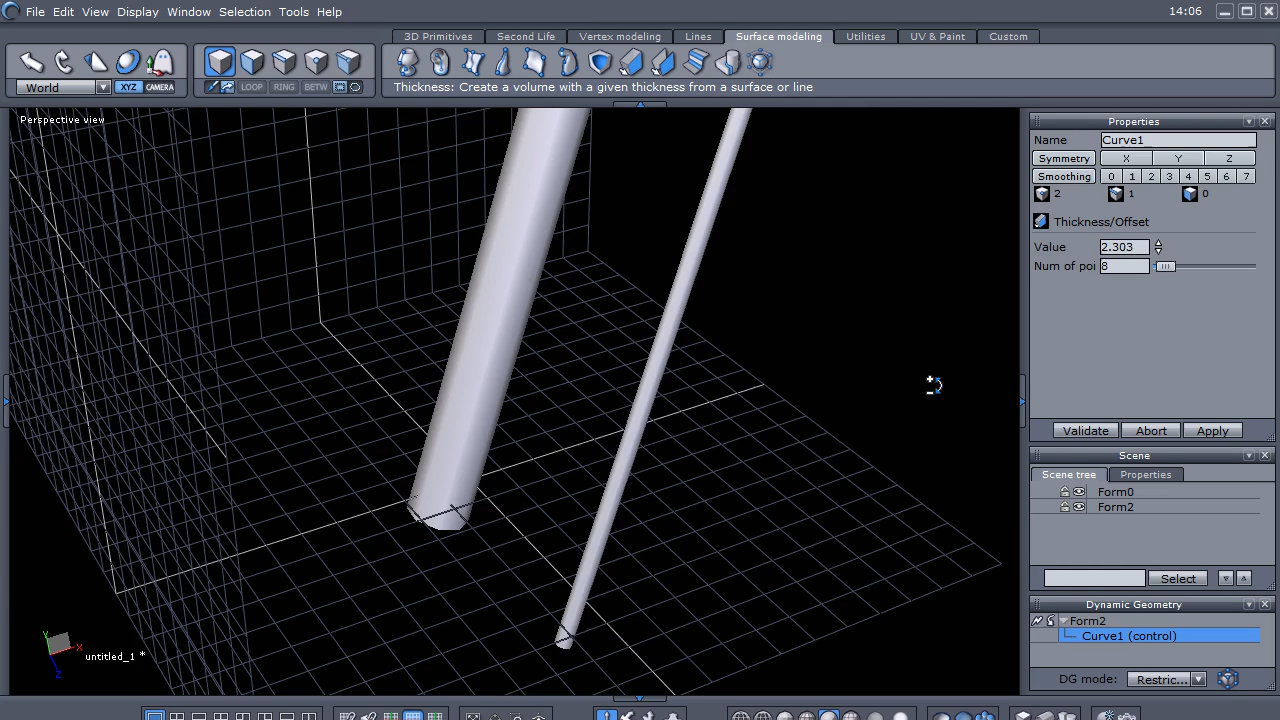 File Edit View Display Window Selection Tools Help 14:06
3D Primitives Second Life Vertex modeling Lines Surface modeling Utilities UV & Paint Custom
World XYZ CAMERA LOOP RING BETW
Thickness: Create a volume with a given thickness from a surface or line
Perspective view
Properties
Name Curve1
Symmetry X Y Z
Smoothing 0 1 2 3 4 5 6 7
2 1 0
Thickness/Offset
Value 2.303
Num of poi 8
Validate Abort Apply
Scene
Scene tree Properties
Form0
Form2
Select
Dynamic Geometry
Form2
Curve1 (control)
DG mode: Restric...
Y X Z
untitled_1 *